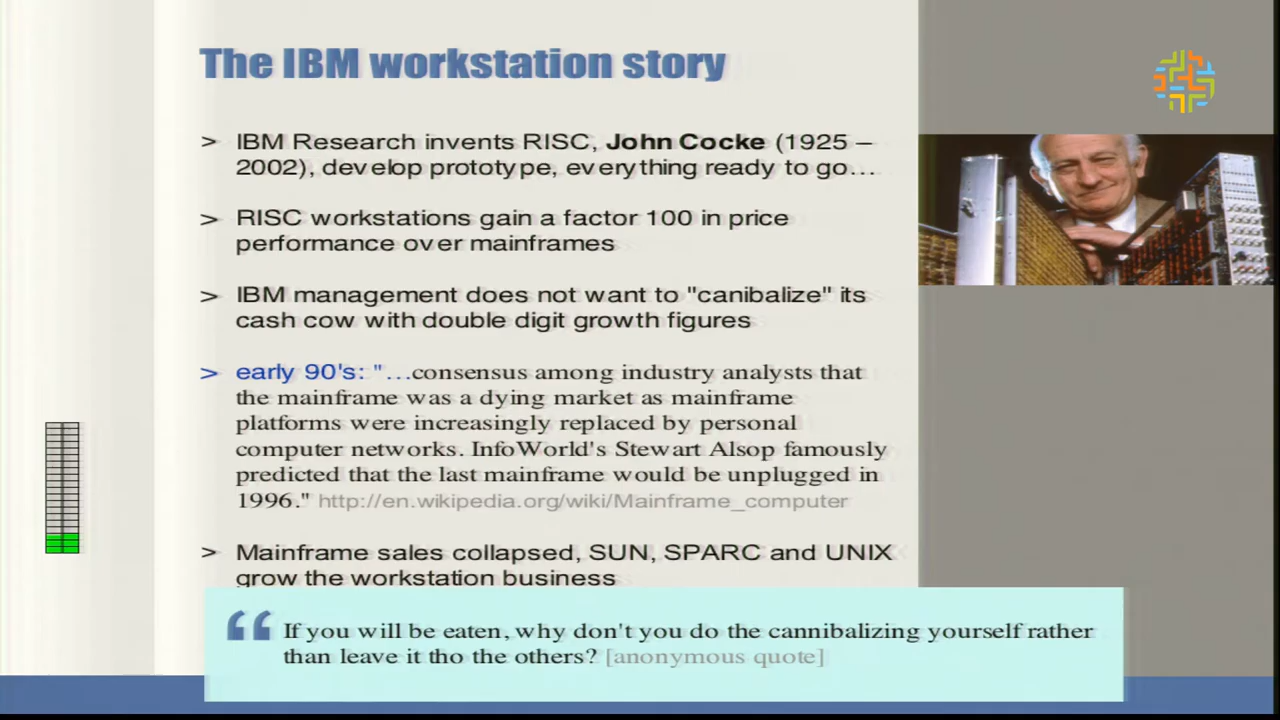 The IBM workstation story
> IBM Research invents RISC, John Cocke (1925 –
2002), develop prototype, everything ready to go…
> RISC workstations gain a factor 100 in price
performance over mainframes
> IBM management does not want to "canibalize" its
cash cow with double digit growth figures
> early 90's: "…consensus among industry analysts that
the mainframe was a dying market as mainframe
platforms were increasingly replaced by personal
computer networks. InfoWorld's Stewart Alsop famously
predicted that the last mainframe would be unplugged in
1996." http://en.wikipedia.org/wiki/Mainframe_computer
> Mainframe sales collapsed, SUN, SPARC and UNIX
grow the workstation business
“ If you will be eaten, why don't you do the cannibalizing yourself rather
than leave it tho the others? [anonymous quote]